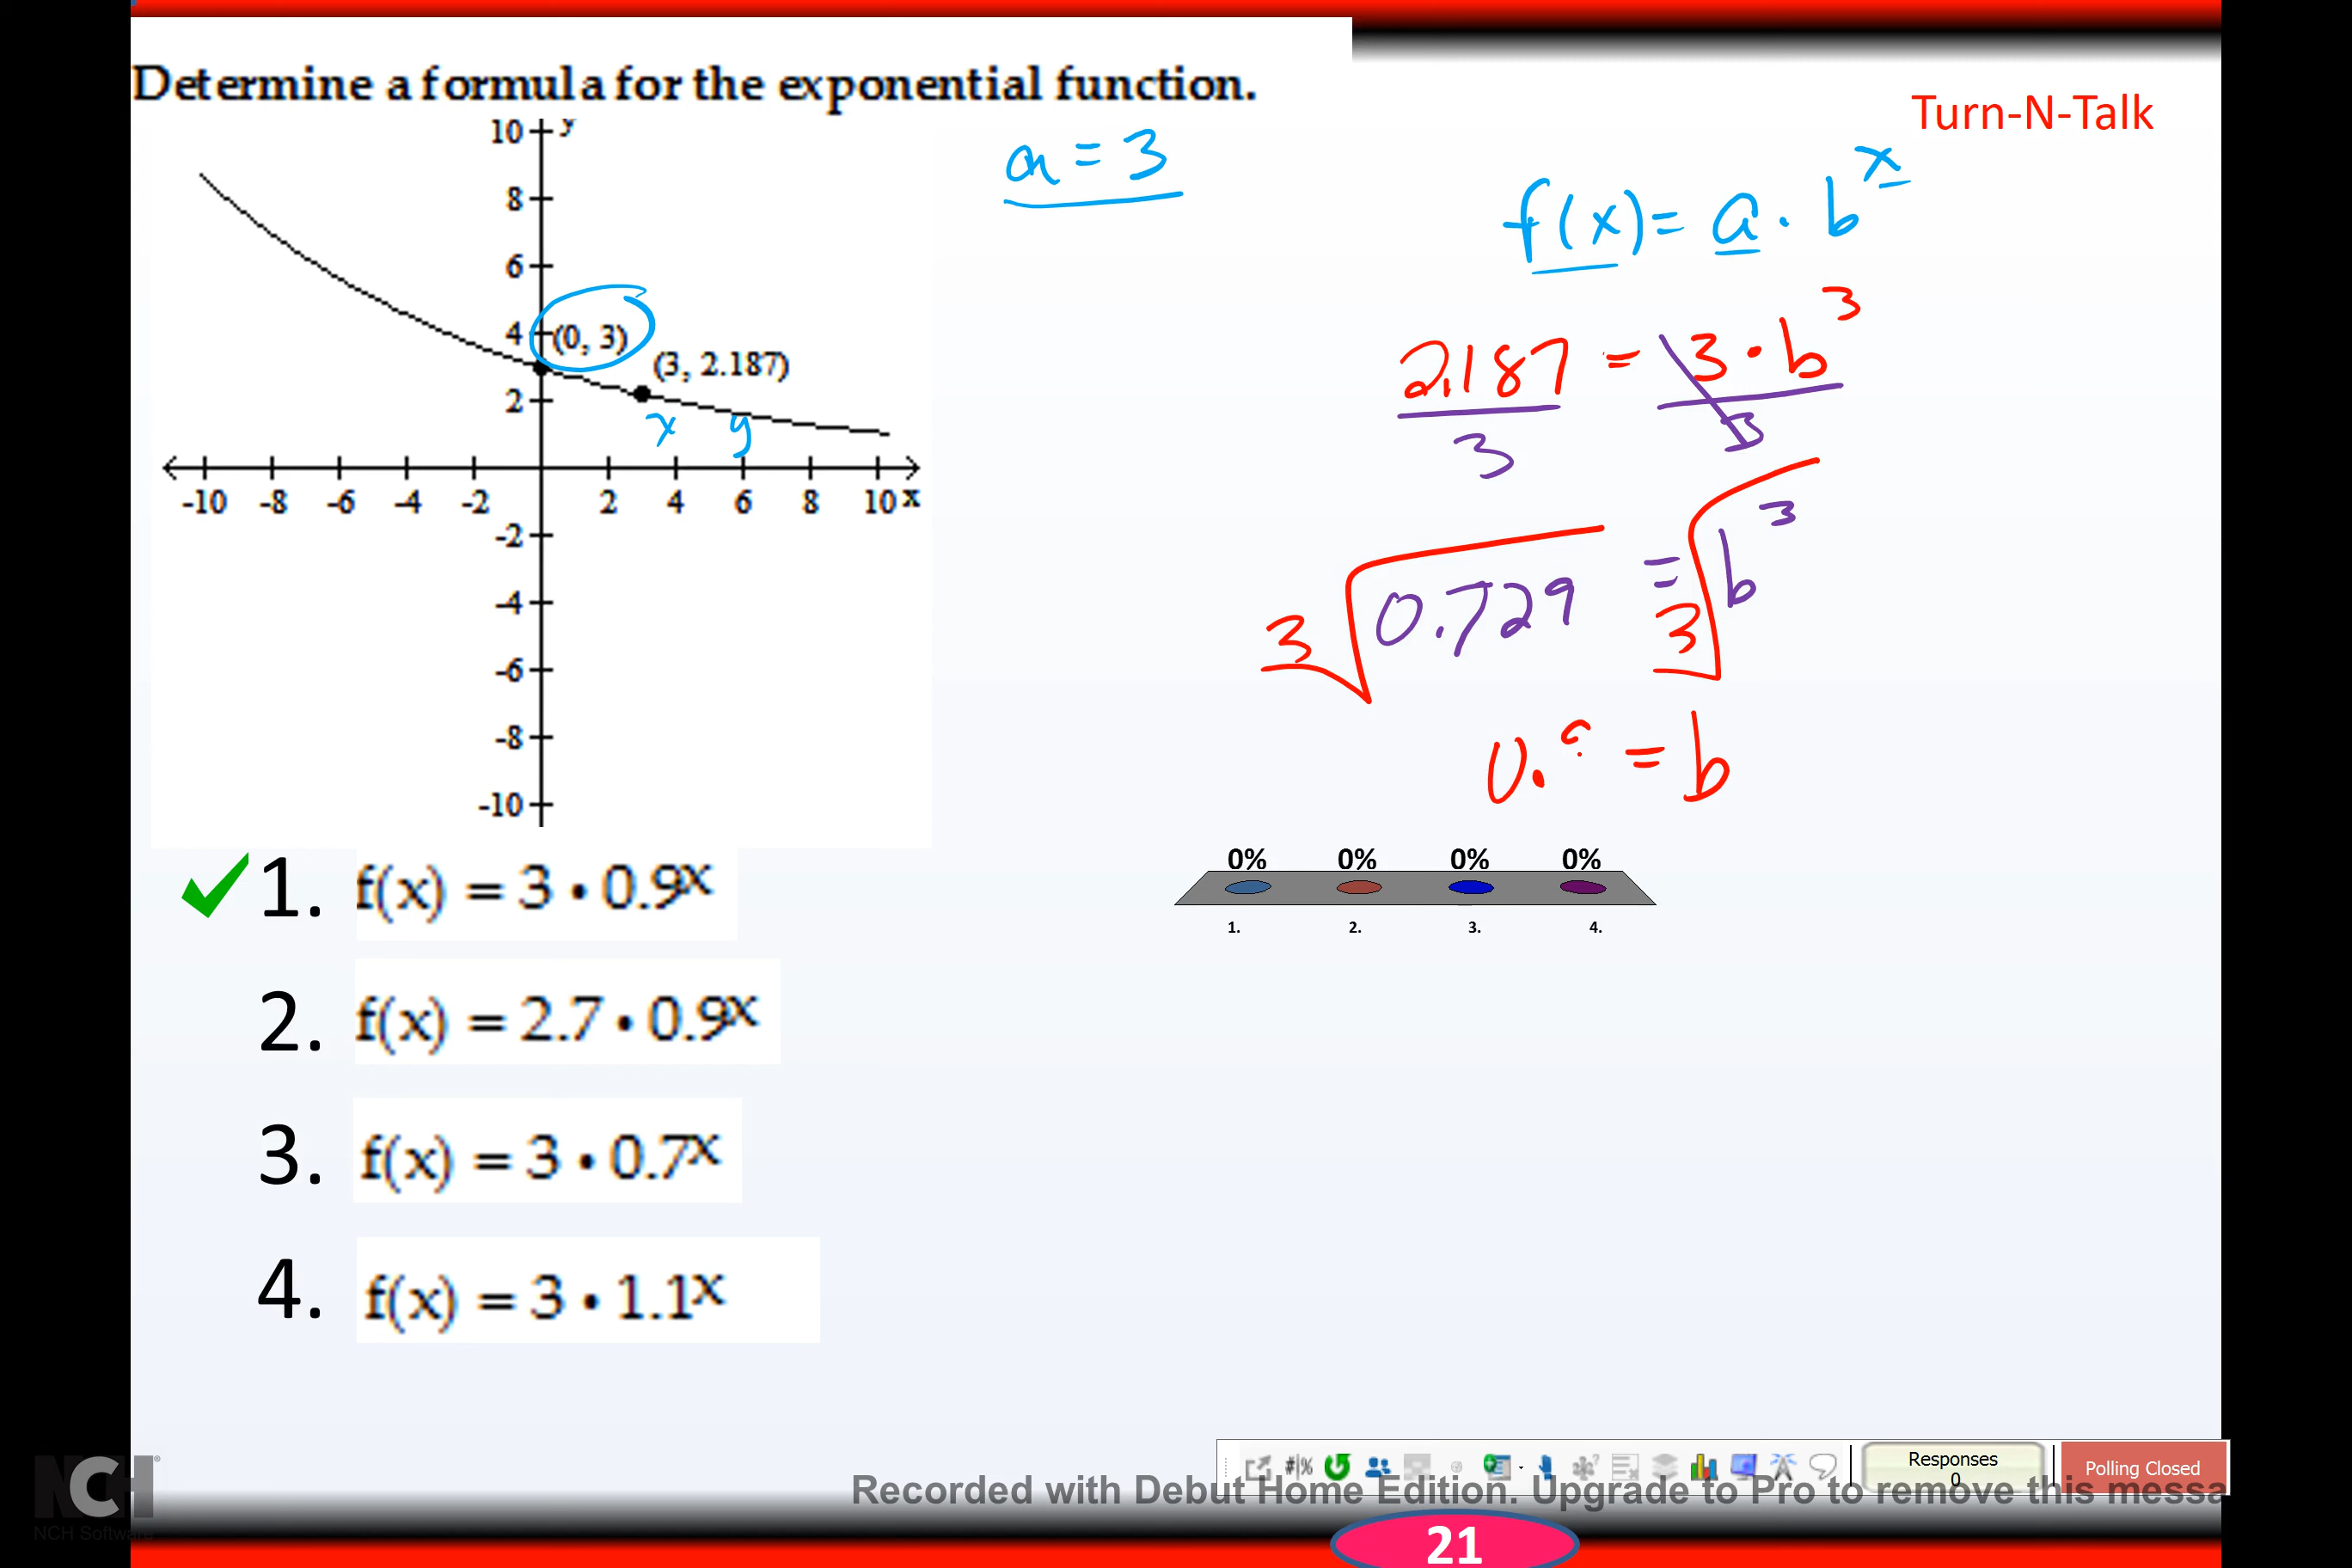 Determine a formula for the exponential function.
Turn-N-Talk
a = 3
f(x) = a · b^x
2.187 = 3 · b^3
3 3
3√0.729 = 3√b^3
0.? = b
y
10
8
6
4
2
-2
-4
-6
-8
-10
(0, 3)
(3, 2.187)
x y
-10 -8 -6 -4 -2 2 4 6 8 10 x
1. f(x) = 3 • 0.9^x
2. f(x) = 2.7 • 0.9^x
3. f(x) = 3 • 0.7^x
4. f(x) = 3 • 1.1^x
0% 0% 0% 0%
1. 2. 3. 4.
#|%
Responses
0
Polling Closed
Recorded with Debut Home Edition. Upgrade to Pro to remove this messa
NCH®
NCH Software
21